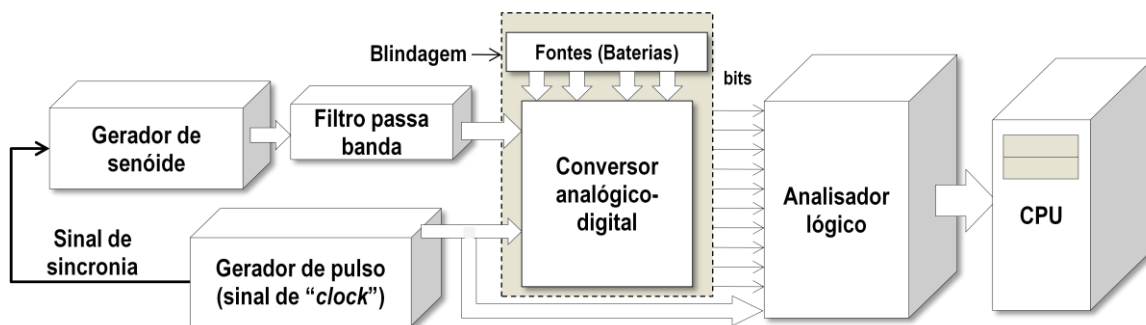 Blindagem
Fontes (Baterias)
bits
Gerador de
senóide
Filtro passa
banda
Conversor
analógico-
digital
Analisador
lógico
CPU
Sinal de
sincronia
Gerador de pulso
(sinal de “clock”)